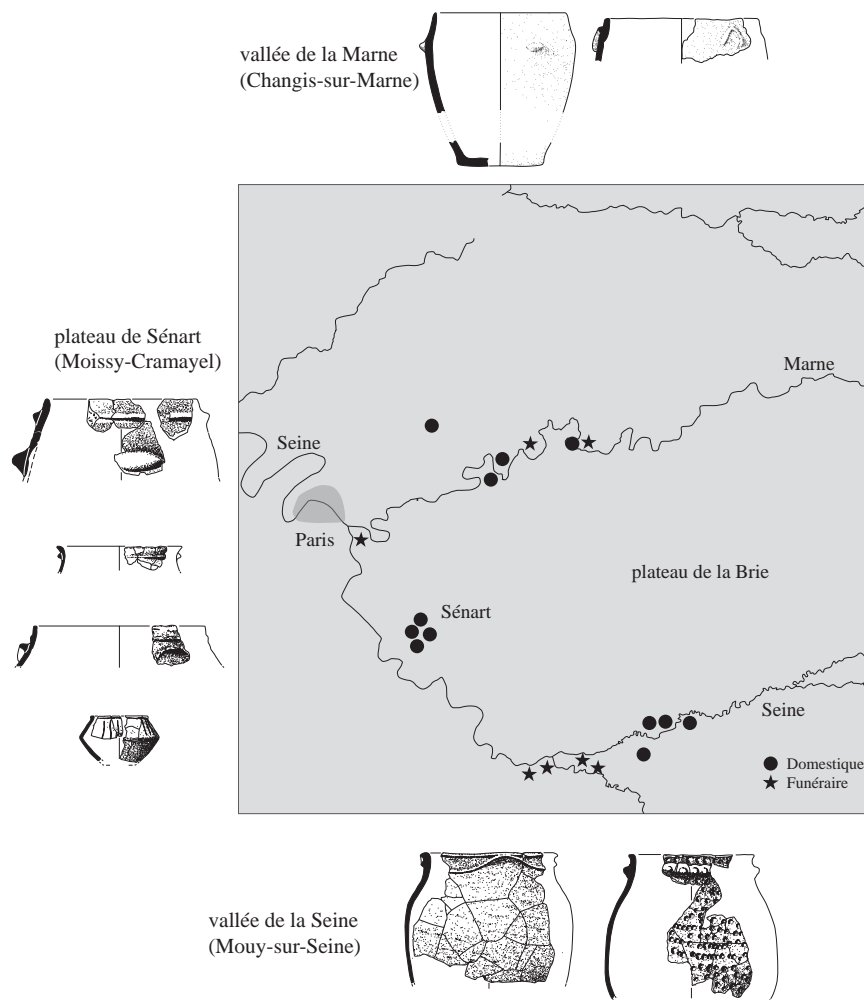 vallée de la Marne
(Changis-sur-Marne)
plateau de Sénart
(Moissy-Cramayel)
Marne
Seine
Paris
plateau de la Brie
Sénart
Seine
Domestique
Funéraire
vallée de la Seine
(Mouy-sur-Seine)